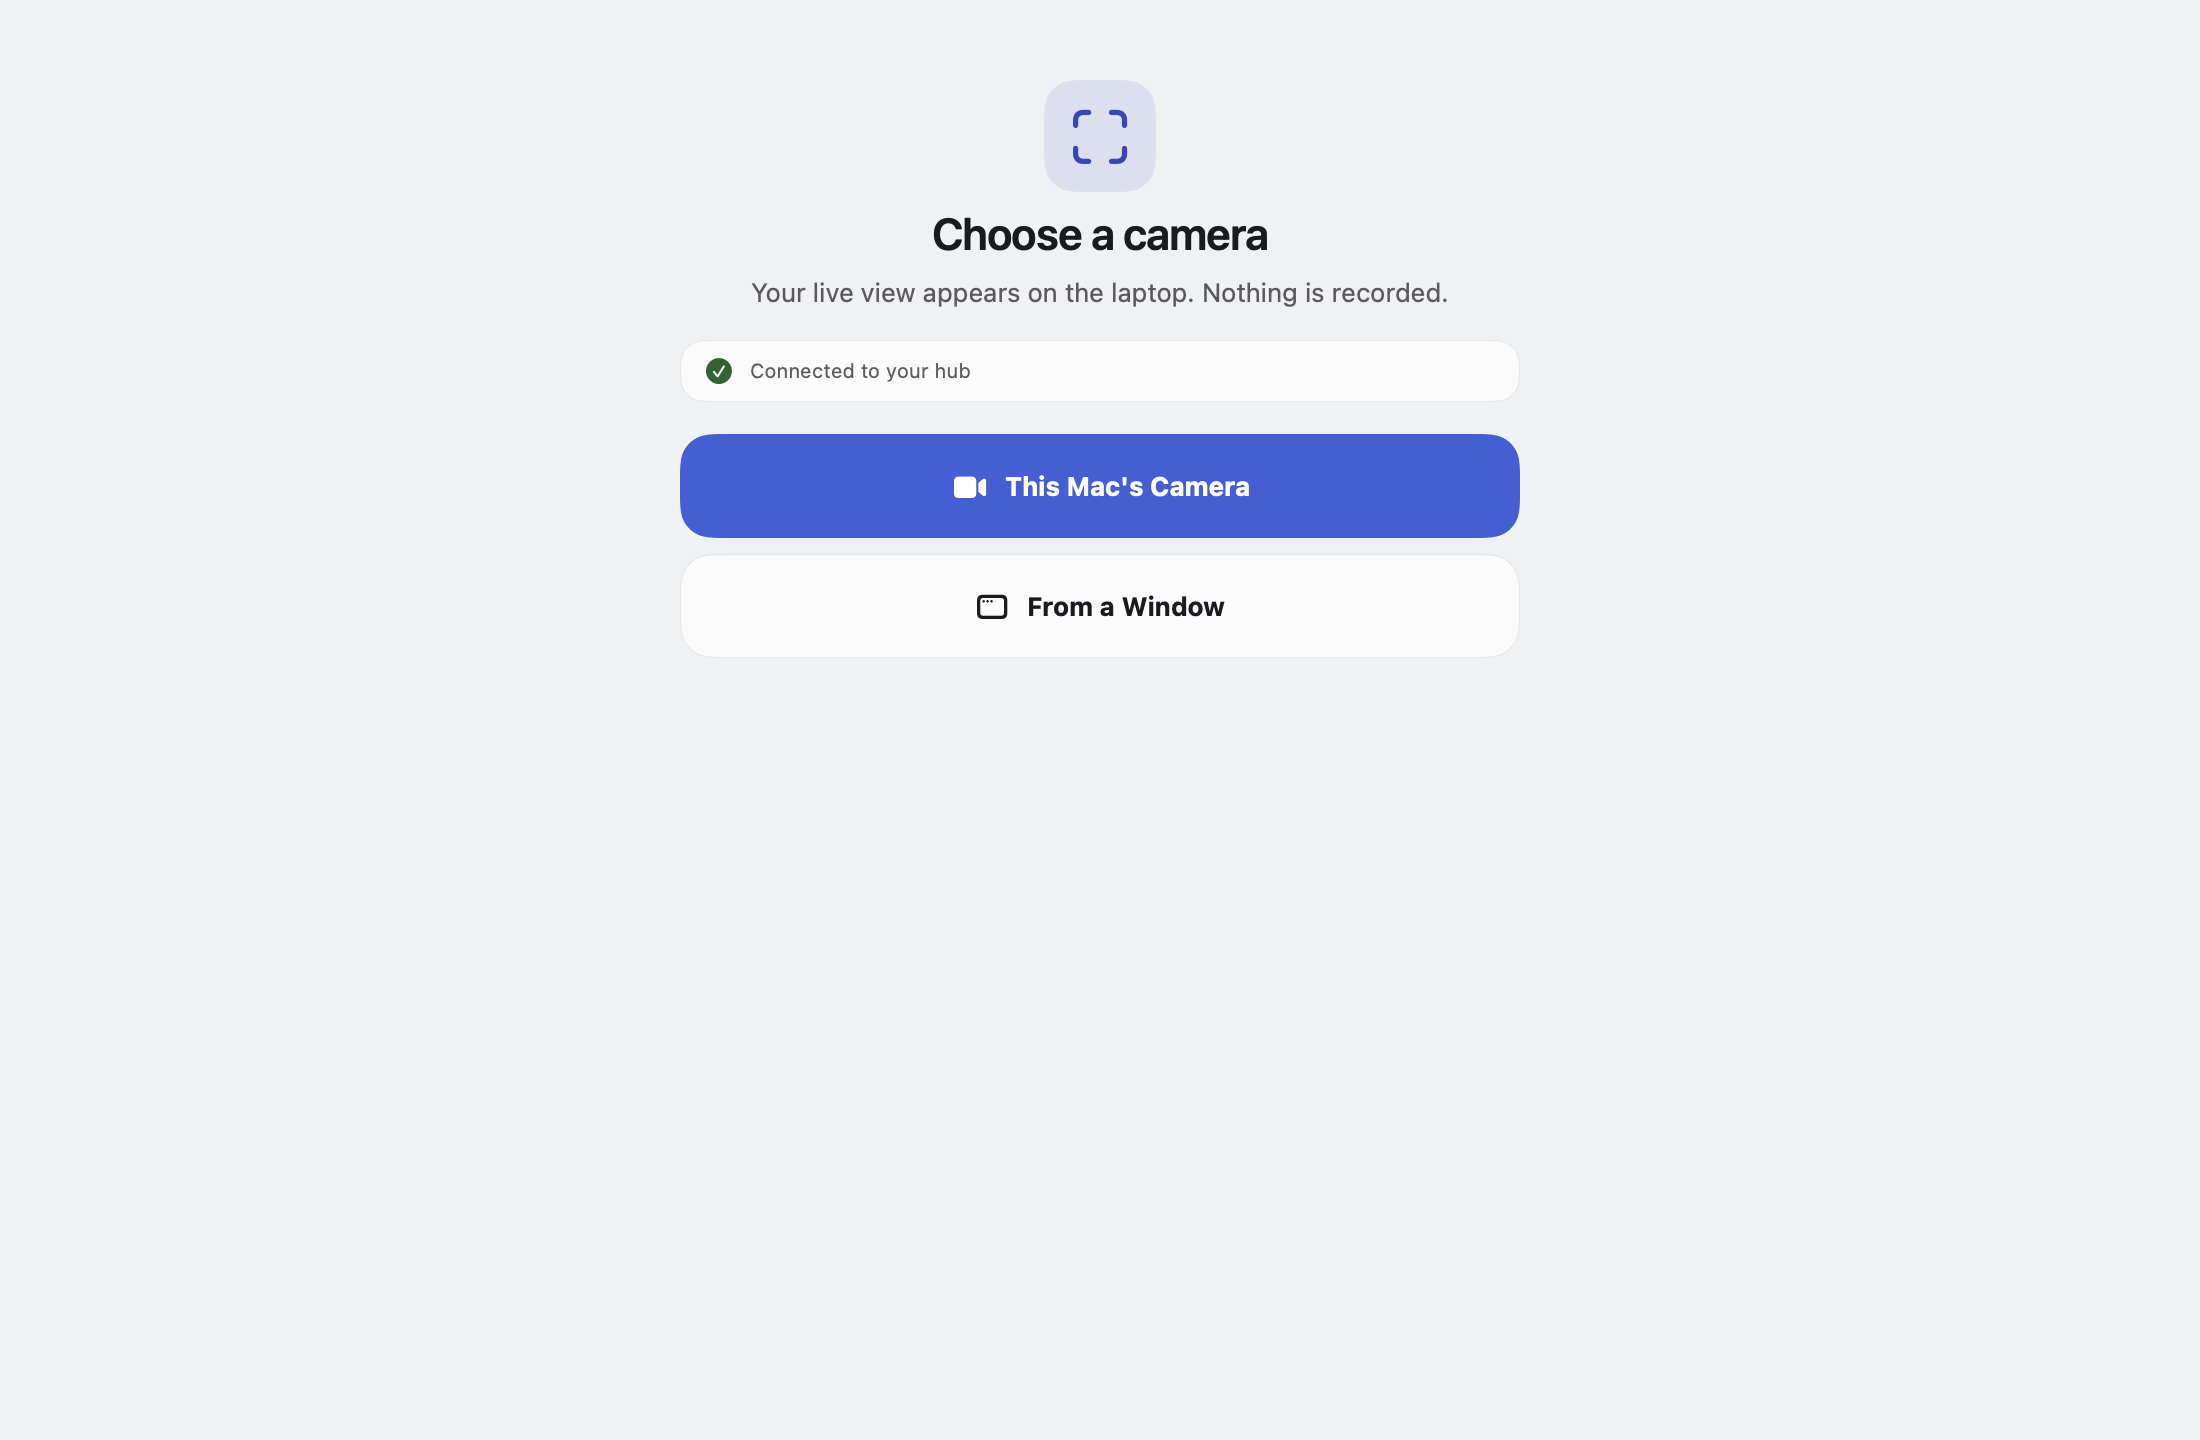 Choose a camera
Your live view appears on the laptop. Nothing is recorded.
Connected to your hub
This Mac's Camera
From a Window